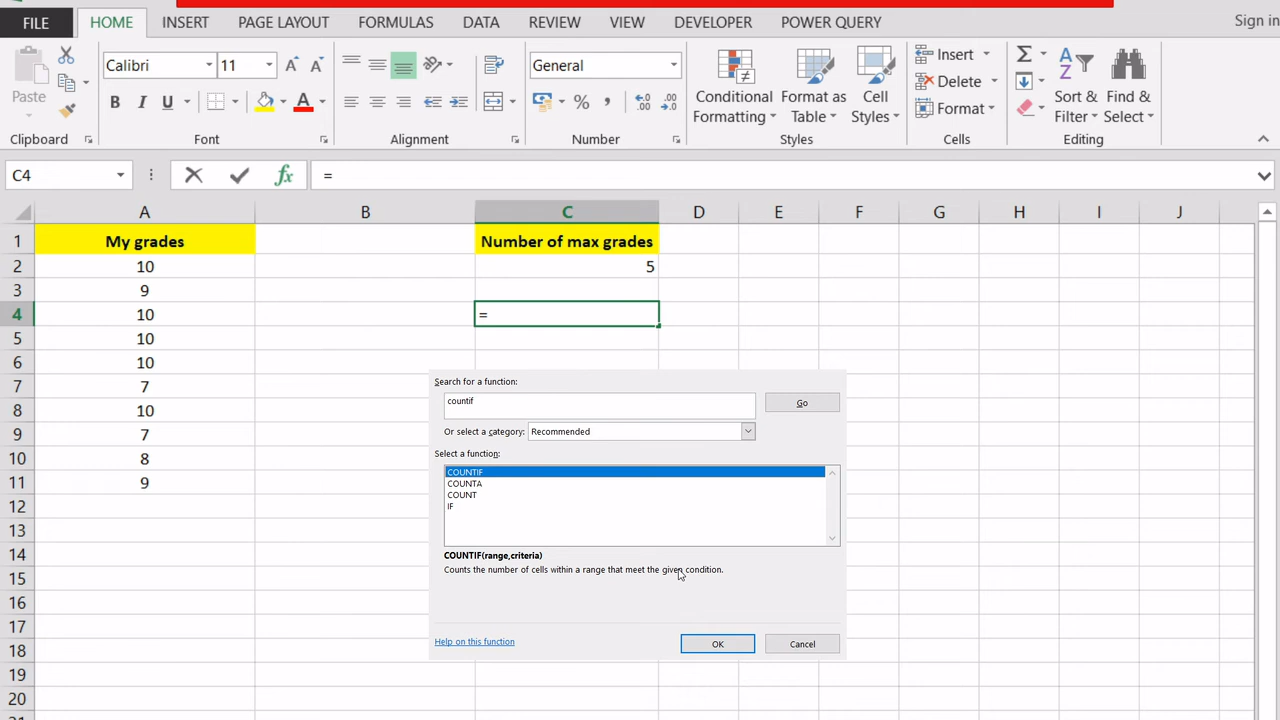 FILE HOME INSERT PAGE LAYOUT FORMULAS DATA REVIEW VIEW DEVELOPER POWER QUERY Sign in
Paste
Calibri 11
General
Conditional Formatting
Format as Table
Cell Styles
Insert
Delete
Format
Sort & Filter
Find & Select
Clipboard Font Alignment Number Styles Cells Editing
C4 fx =
A B C D E F G H I J
1 My grades Number of max grades
2 10 5
3 9
4 10 =
5 10
6 10
7 7
8 10
9 7
10 8
11 9
12
13
14
15
16
17
18
19
20
Search for a function:
countif Go
Or select a category: Recommended
Select a function:
COUNTIF
COUNTA
COUNT
IF
COUNTIF(range,criteria)
Counts the number of cells within a range that meet the given condition.
Help on this function OK Cancel